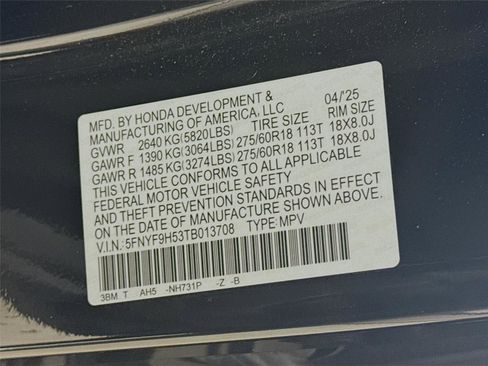 MFD. BY HONDA DEVELOPMENT & 04/'25
MANUFACTURING OF AMERICA, LLC
GVWR 2640 KG(5820LBS) TIRE SIZE RIM SIZE
GAWR F 1390 KG(3064LBS) 275/60R18 113T 18X8.0J
GAWR R 1485 KG(3274LBS) 275/60R18 113T 18X8.0J
THIS VEHICLE CONFORMS TO ALL APPLICABLE
FEDERAL MOTOR VEHICLE SAFETY
AND THEFT PREVENTION STANDARDS IN EFFECT
ON THE DATE OF MANUFACTURE SHOWN ABOVE.
V.I.N.: 5FNYF9H53TB013708 TYPE: MPV
3BM T AH5 -NH731P -Z -B